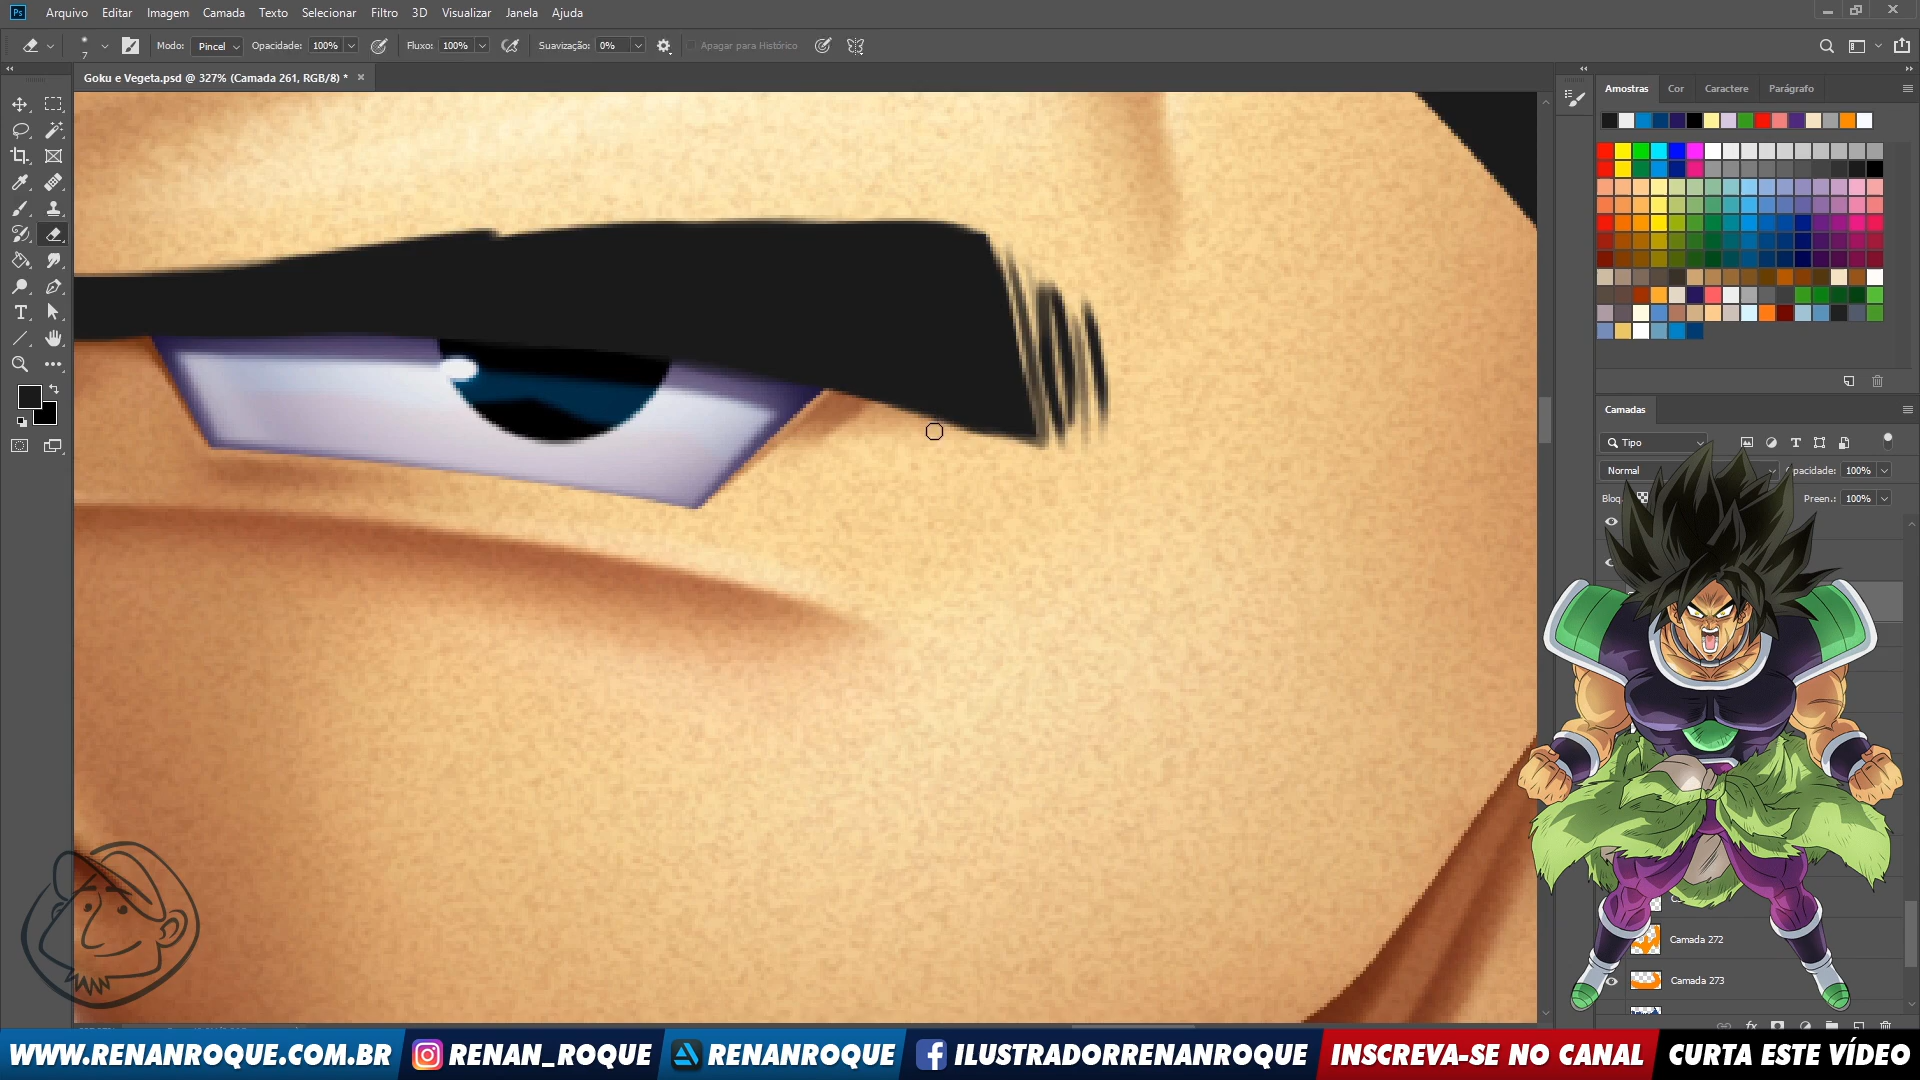 Ps Arquivo Editar Imagem Camada Texto Selecionar Filtro 3D Visualizar Janela Ajuda
7 Modo: Pincel Opacidade: 100% Fluxo: 100% Suavização: 0% Apagar para Histórico
Goku e Vegeta.psd @ 327% (Camada 261, RGB/8) *
Amostras Cor Caractere Parágrafo
Camadas
Tipo
Normal Opacidade: 100%
Bloq. Preen.: 100%
Camada 272
Camada 273
WWW.RENANROQUE.COM.BR RENAN_ROQUE RENANROQUE ILUSTRADORRENANROQUE INSCREVA-SE NO CANAL CURTA ESTE VÍDEO